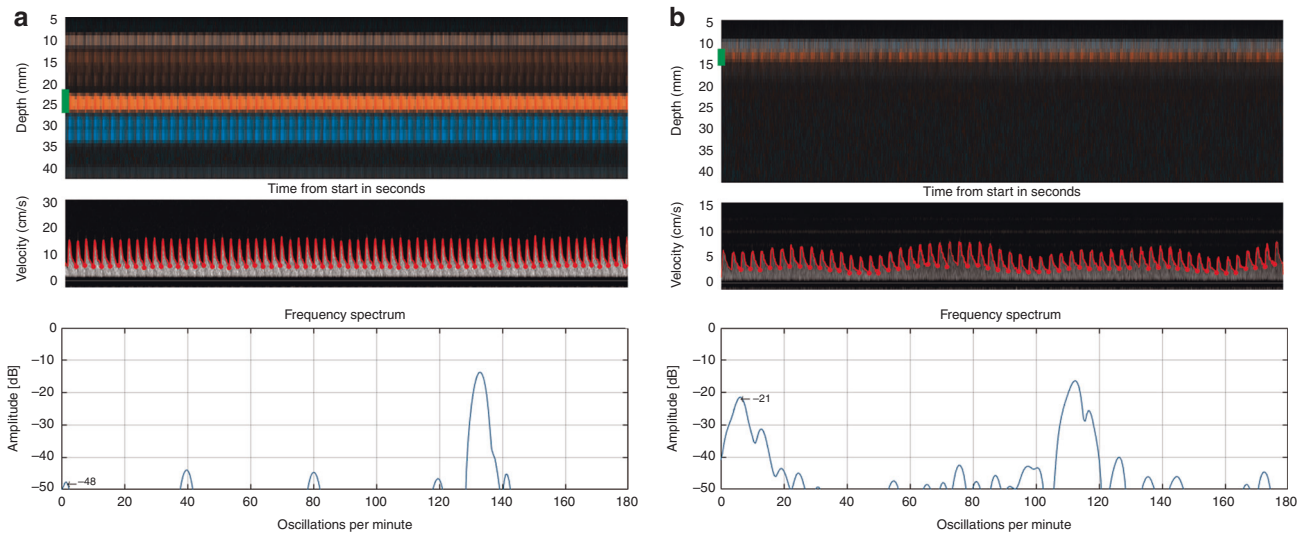 a
5
10
15
20
25
30
35
40
Depth (mm)
Time from start in seconds
30
20
10
0
Velocity (cm/s)
Frequency spectrum
0
–10
–20
–30
–40
–50
Amplitude [dB]
–48
0 20 40 60 80 100 120 140 160 180
Oscillations per minute
b
5
10
15
20
25
30
35
40
Depth (mm)
Time from start in seconds
15
10
5
0
Velocity (cm/s)
Frequency spectrum
0
–10
–20
–30
–40
–50
Amplitude [dB]
–21
0 20 40 60 80 100 120 140 160 180
Oscillations per minute